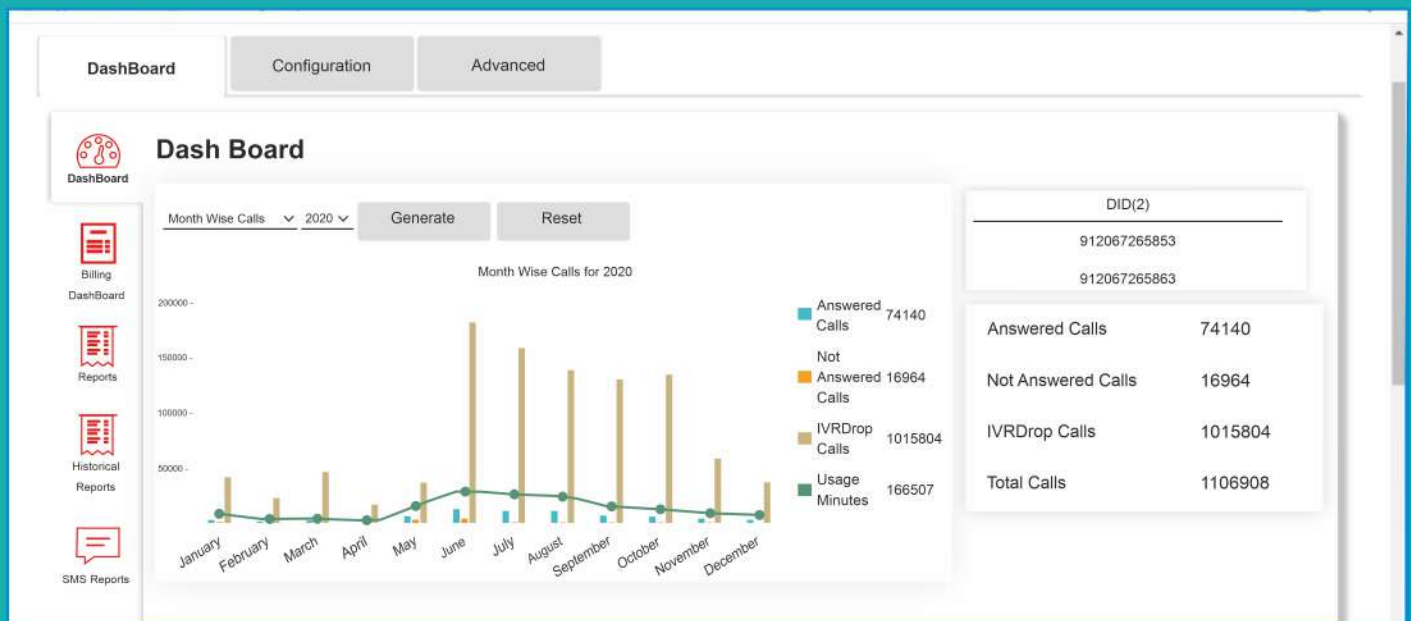 DashBoard Configuration Advanced
DashBoard
Dash Board
Billing
DashBoard
Reports
Historical
Reports
SMS Reports
Month Wise Calls 2020 Generate Reset
Month Wise Calls for 2020
200000
150000
100000
50000
January February March April May June July August September October November December
Answered
Calls
74140
Not
Answered
Calls
16964
IVRDrop
Calls
1015804
Usage
Minutes
166507
DID(2)
912067265853
912067265863
Answered Calls 74140
Not Answered Calls 16964
IVRDrop Calls 1015804
Total Calls 1106908